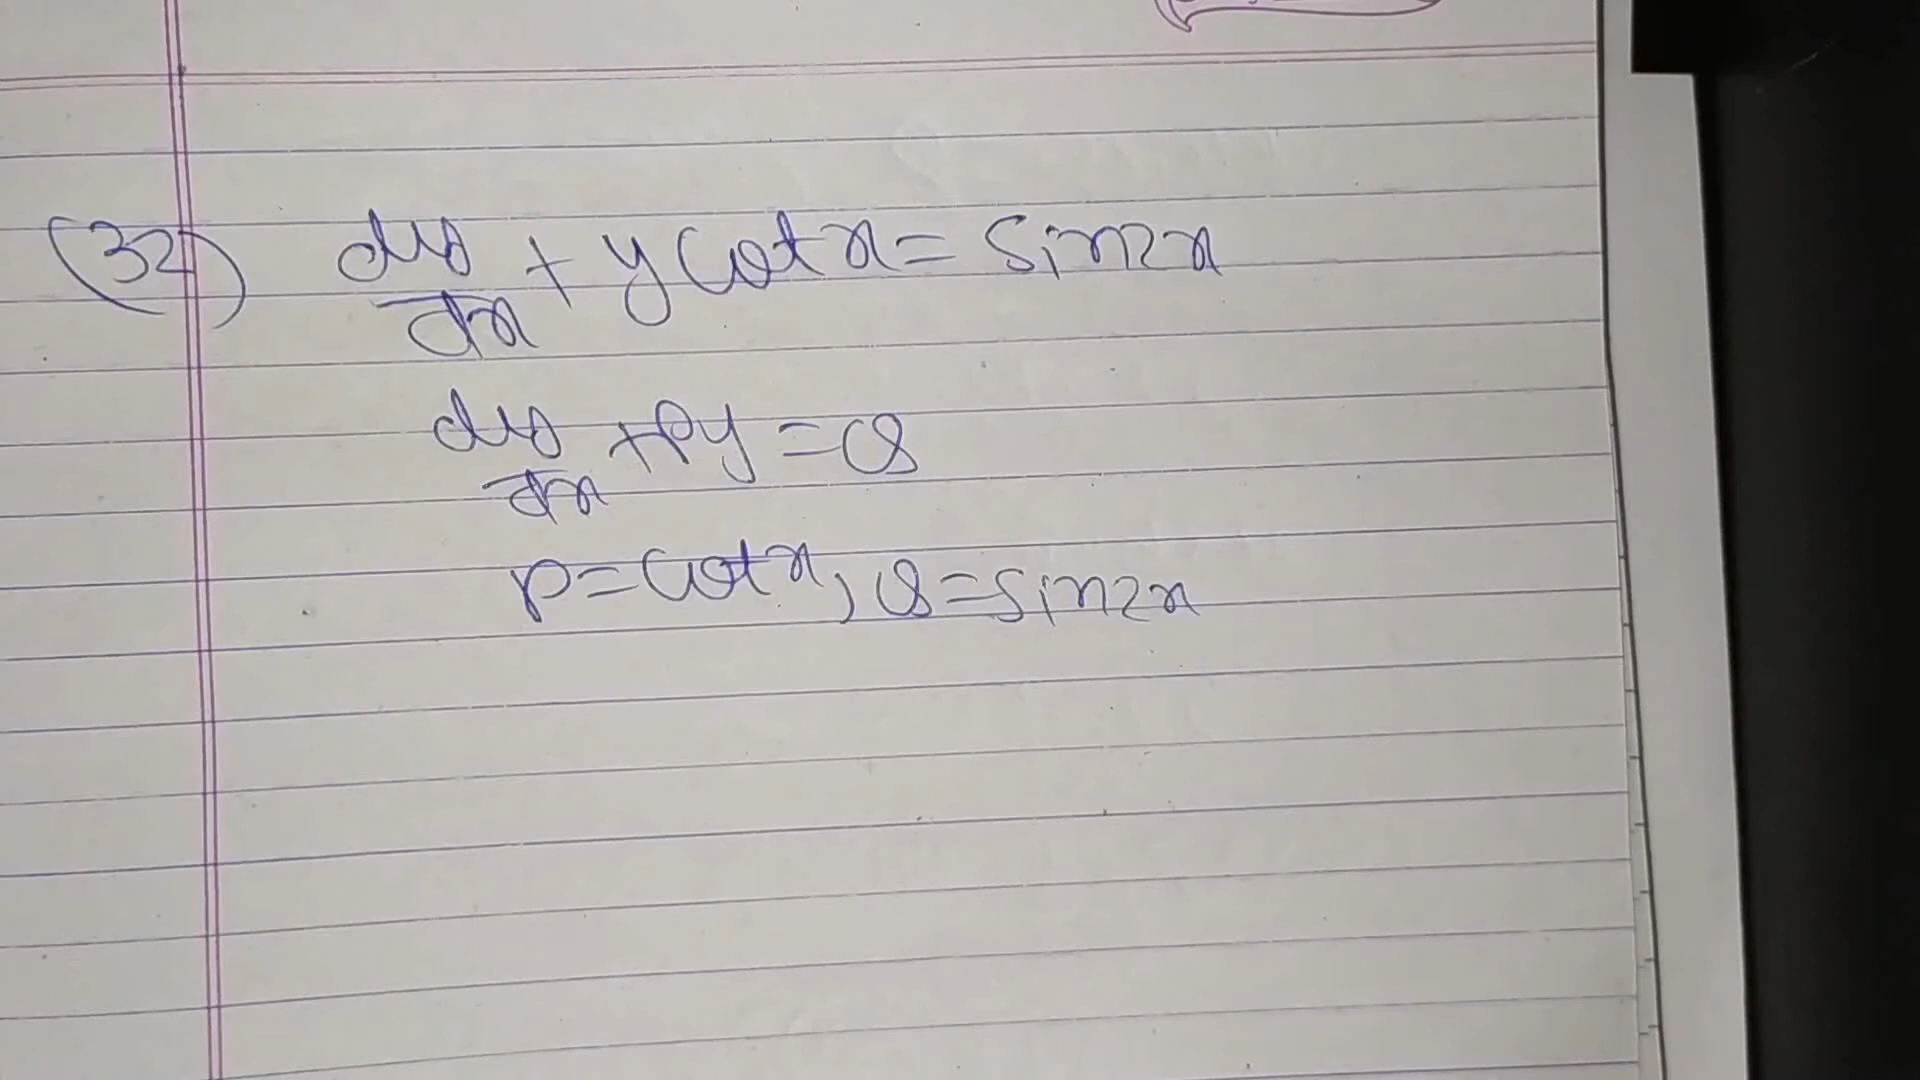 (32) dy/dx + y cot x = sin2x
dy/dx + Py = Q
P = cot x, Q = sin2x